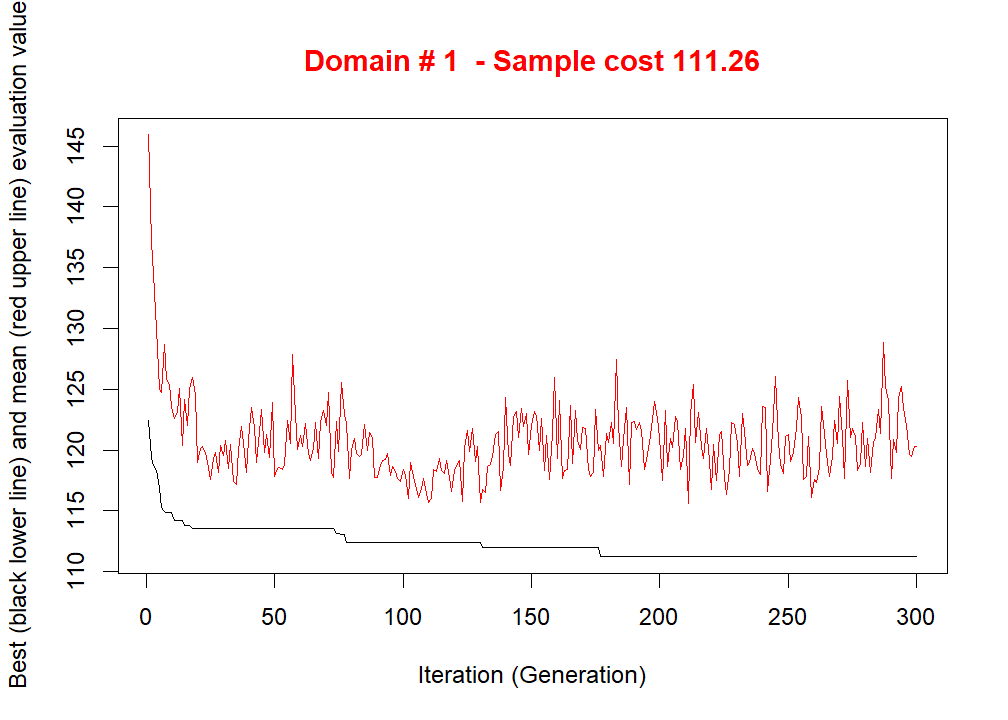 Domain # 1 - Sample cost 111.26
Best (black lower line) and mean (red upper line) evaluation value
145
140
135
130
125
120
115
110
0 50 100 150 200 250 300
Iteration (Generation)